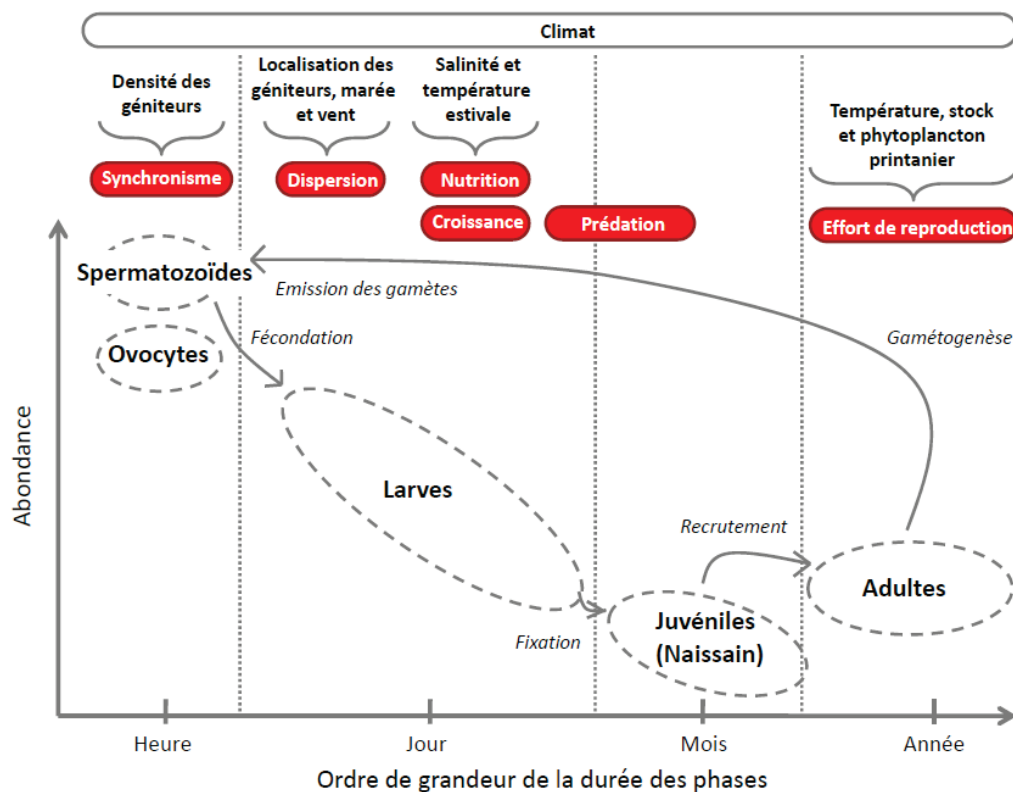 Climat
Densité des
géniteurs
Localisation des
géniteurs, marée
et vent
Salinité et
température
estivale
Température, stock
et phytoplancton
printanier
Synchronisme
Dispersion
Nutrition
Croissance
Prédation
Effort de reproduction
Spermatozoïdes
Emission des gamètes
Ovocytes
Fécondation
Gamétogenèse
Abondance
Larves
Recrutement
Adultes
Fixation
Juvéniles
(Naissain)
Heure
Jour
Mois
Année
Ordre de grandeur de la durée des phases